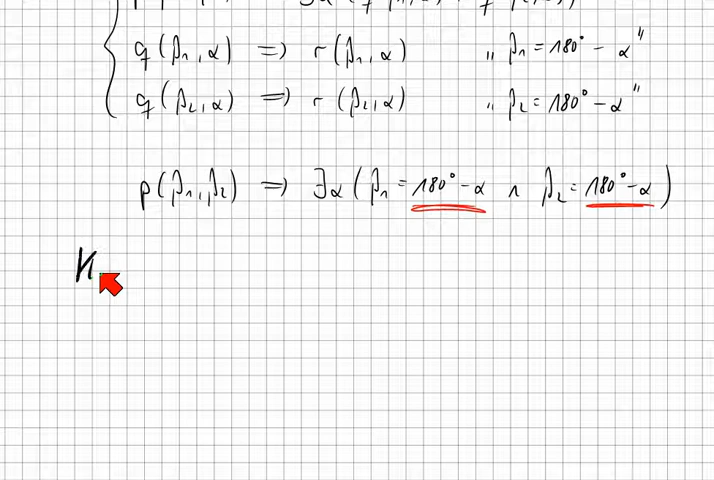 q(β₁,α) ⇒ r(β₁,α) „ β₁ = 180° - α"
q(β₂,α) ⇒ r(β₂,α) „ β₂ = 180° - α"
p(β₁,β₂) ⇒ ∃α(β₁ = 180° - α ∧ β₂ = 180° - α)